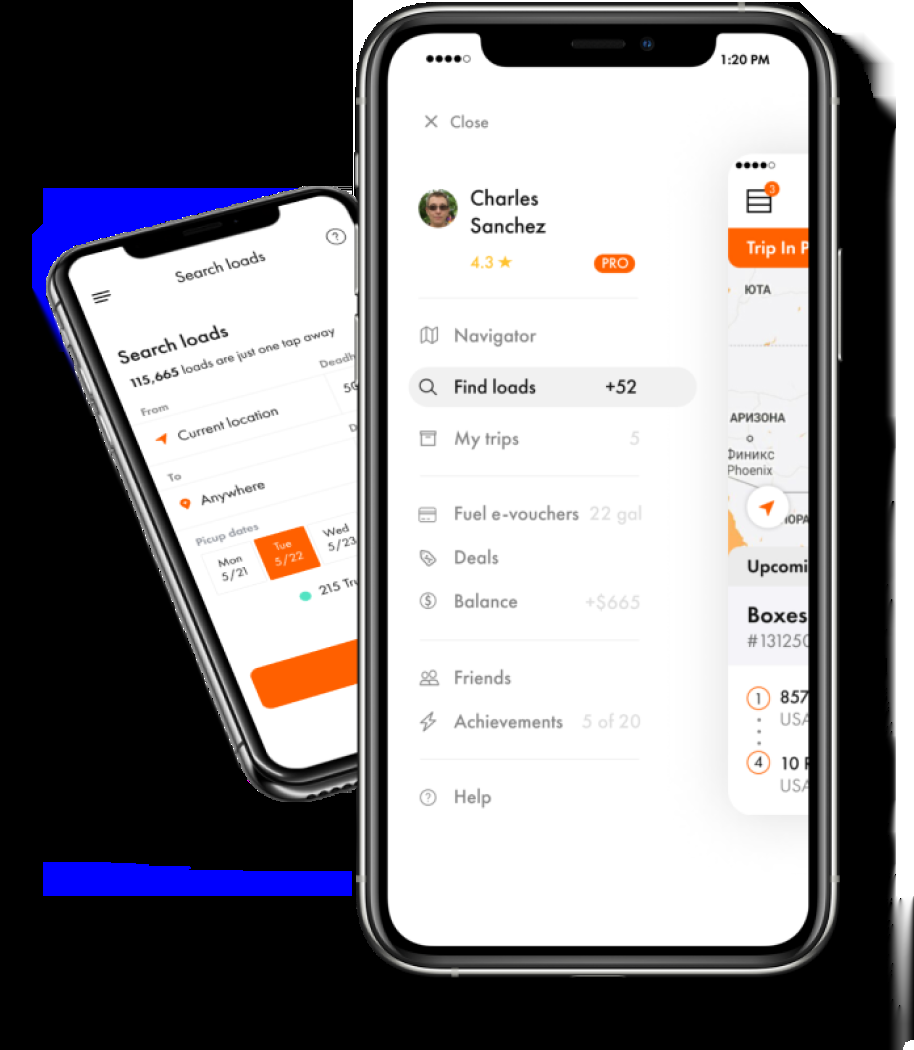 Search loads
Search loads
115,665 loads are just one tap away
From
Current location
To
Anywhere
Picup dates
Mon
5/21
Tue
5/22
Wed
5/23
215
1:20 PM
Close
Charles
Sanchez
4.3
PRO
Navigator
Find loads +52
My trips 5
Fuel e-vouchers 22 gal
Deals
Balance +$665
Friends
Achievements 5 of 20
Help
3
Trip In P
ЮТА
АРИЗОНА
Финикс
Phoenix
Upcomi
Boxes
#131250
1 857
USA
4 10
USA